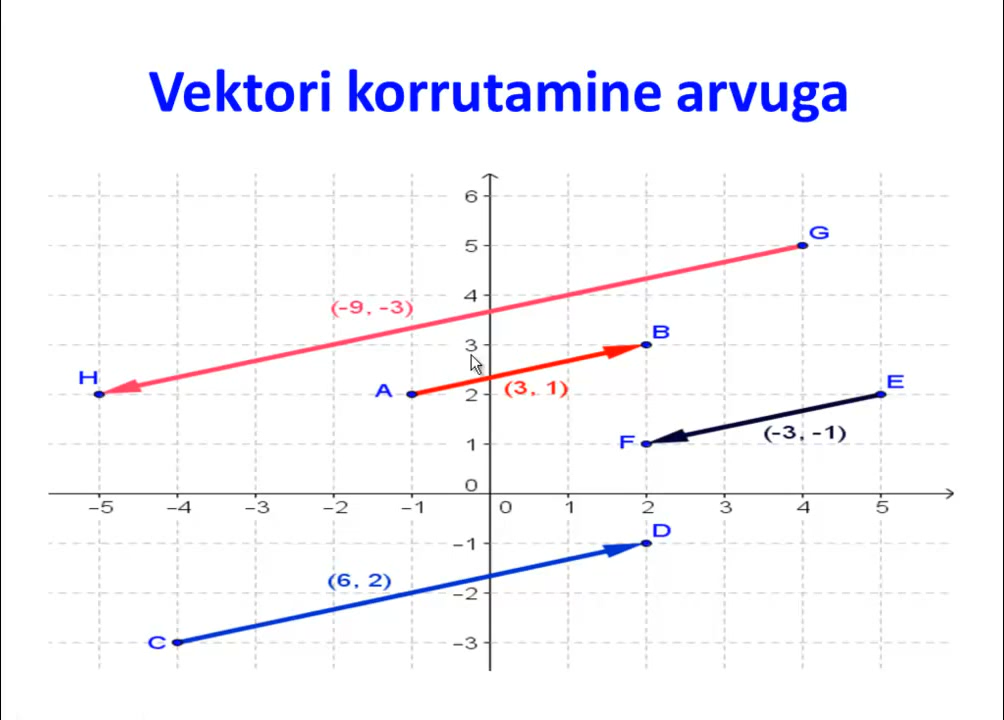 Vektori korrutamine arvuga
6
G
5
(-9, -3)
4
B
3
H
A
2
(3, 1)
E
F
1
(-3, -1)
0
-5 -4 -3 -2 -1 0 1 2 3 4 5
D
-1
(6, 2)
-2
C
-3